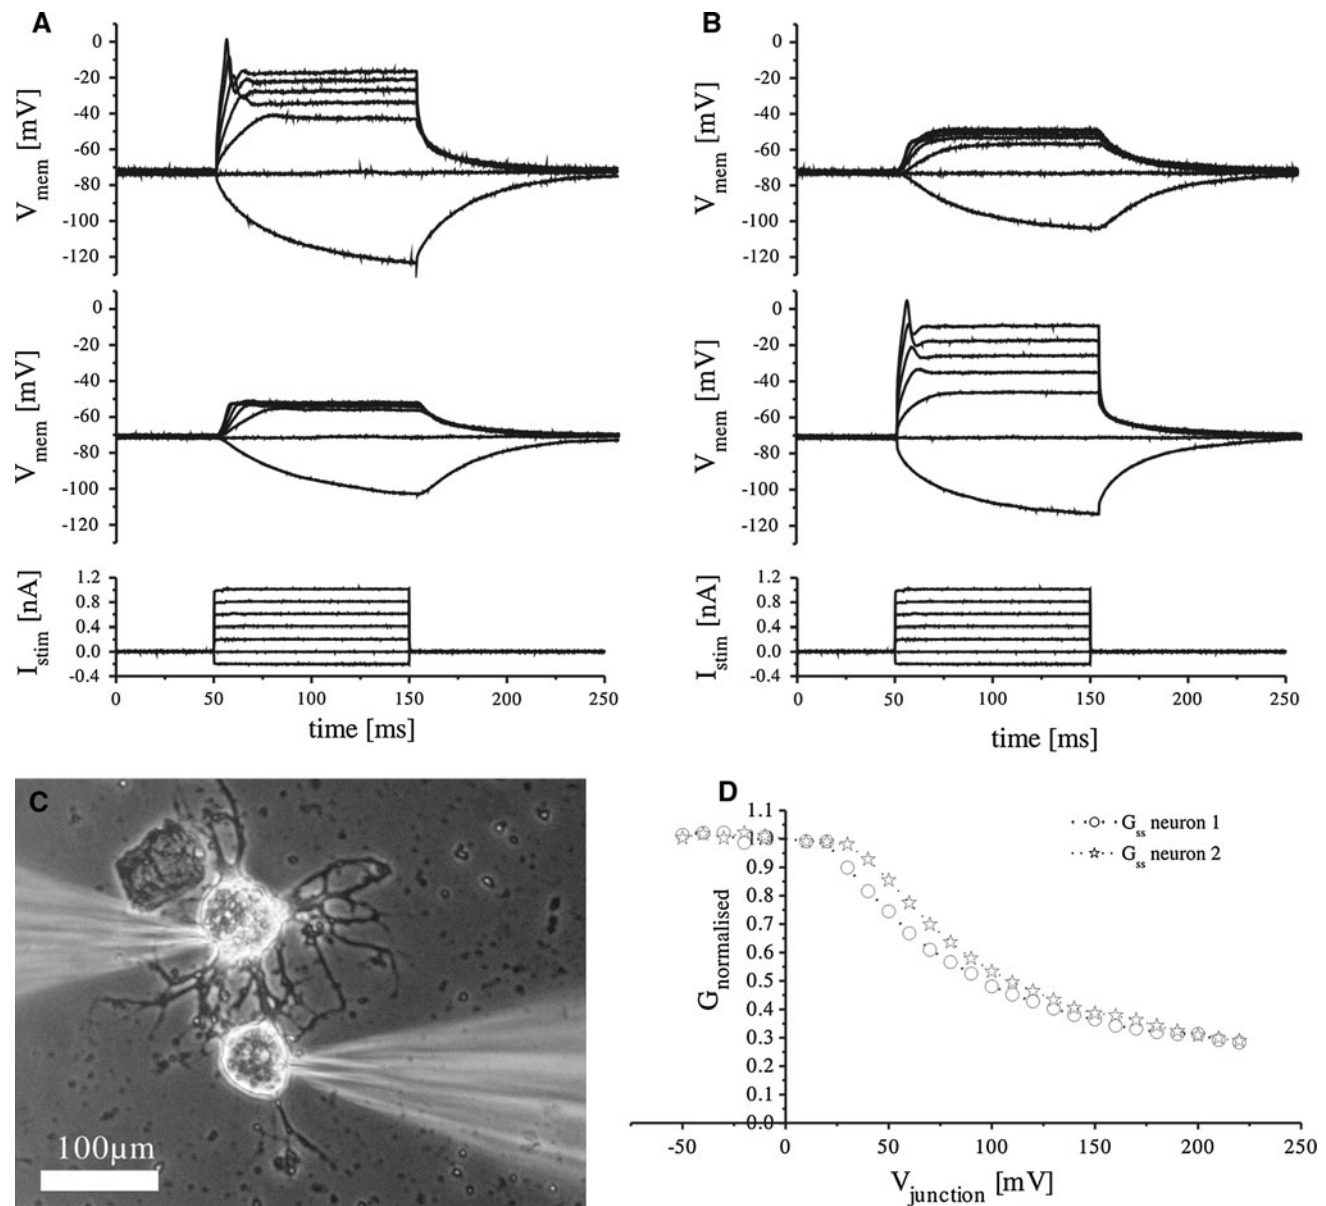 A
0
-20
-40
-60
-80
-100
-120
V mem [mV]
0
-20
-40
-60
-80
-100
-120
V mem [mV]
1.2
0.8
0.4
0.0
-0.4
I stim [nA]
0 50 100 150 200 250
time [ms]
B
0
-20
-40
-60
-80
-100
-120
V mem [mV]
0
-20
-40
-60
-80
-100
-120
V mem [mV]
1.2
0.8
0.4
0.0
-0.4
I stim [nA]
0 50 100 150 200 250
time [ms]
C
100µm
D
1.1
1.0
0.9
0.8
0.7
0.6
0.5
0.4
0.3
0.2
0.1
0.0
G normalised
G ss neuron 1
G ss neuron 2
-50 0 50 100 150 200 250
V junction [mV]